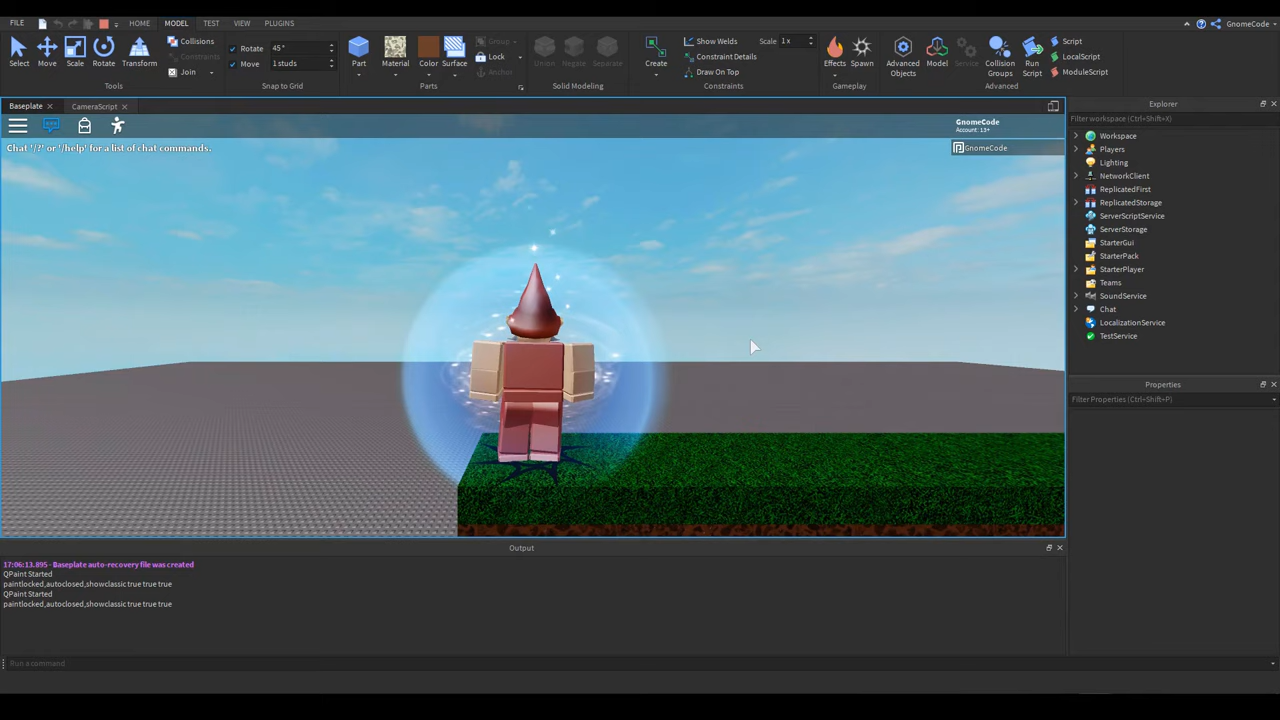 FILE HOME MODEL TEST VIEW PLUGINS GnomeCode
Select Move Scale Rotate Transform
Collisions
Constraints
Join
Tools
Rotate 45°
Move 1 studs
Snap to Grid
Part Material Color Surface
Group
Lock
Anchor
Parts
Union Negate Separate
Solid Modeling
Create
Show Welds Scale 1 x
Constraint Details
Draw On Top
Constraints
Effects Spawn
Gameplay
Advanced Objects Model Service Collision Groups Run Script
Script
LocalScript
ModuleScript
Advanced
Baseplate CameraScript
GnomeCode
Account: 13+
Chat '/?' or '/help' for a list of chat commands.
GnomeCode
Explorer
Filter workspace (Ctrl+Shift+X)
Workspace
Players
Lighting
NetworkClient
ReplicatedFirst
ReplicatedStorage
ServerScriptService
ServerStorage
StarterGui
StarterPack
StarterPlayer
Teams
SoundService
Chat
LocalizationService
TestService
Properties
Filter Properties (Ctrl+Shift+P)
Output
17:06:13.895 - Baseplate auto-recovery file was created
QPaint Started
paintlocked,autoclosed,showclassic true true true
QPaint Started
paintlocked,autoclosed,showclassic true true true
Run a command